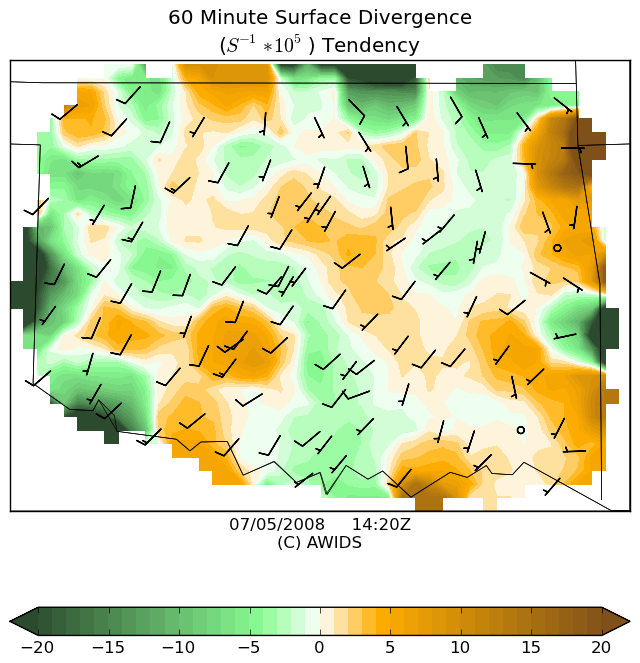 60 Minute Surface Divergence
(S⁻¹ ∗ 10⁵ ) Tendency
07/05/2008 14:20Z
(C) AWIDS
−20 −15 −10 −5 0 5 10 15 20